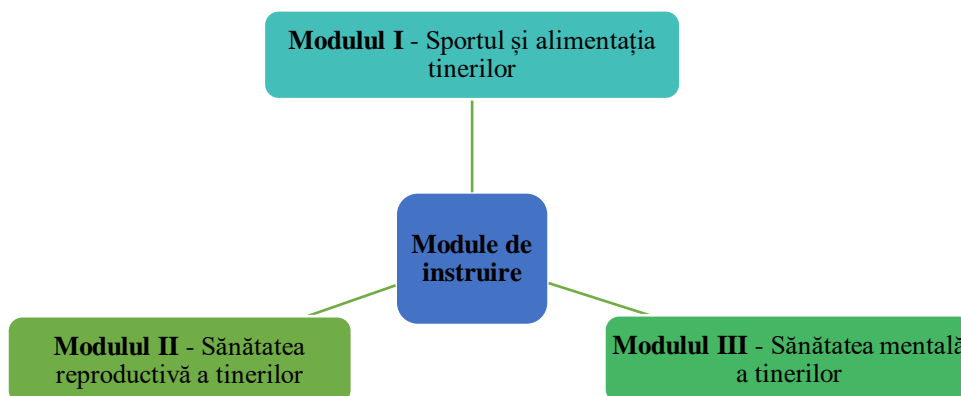 Modulul I - Sportul și alimentația
tinerilor
Module de
instruire
Modulul II - Sănătatea
reproductivă a tinerilor
Modulul III - Sănătatea mentală
a tinerilor